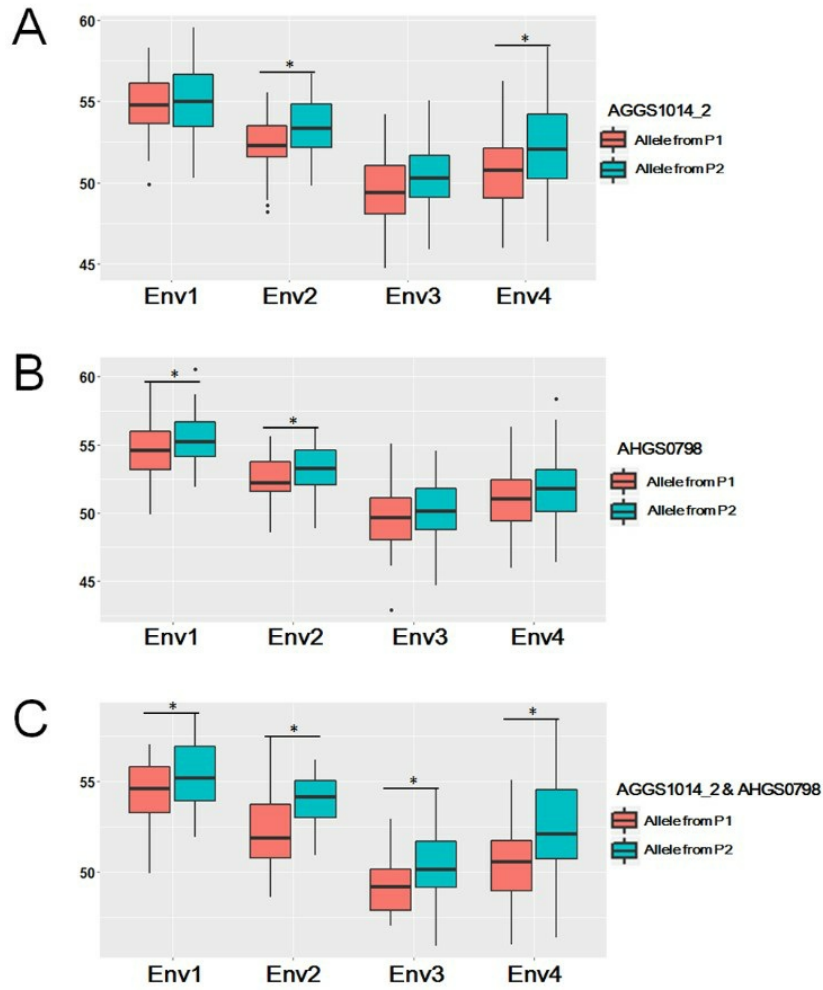 A
60
55
50
45
*
*
Env1 Env2 Env3 Env4
AGGS1014_2
Allele from P1
Allele from P2
B
60
55
50
45
*
*
Env1 Env2 Env3 Env4
AHGS0798
Allele from P1
Allele from P2
C
55
50
*
*
*
*
Env1 Env2 Env3 Env4
AGGS1014_2 & AHGS0798
Allele from P1
Allele from P2